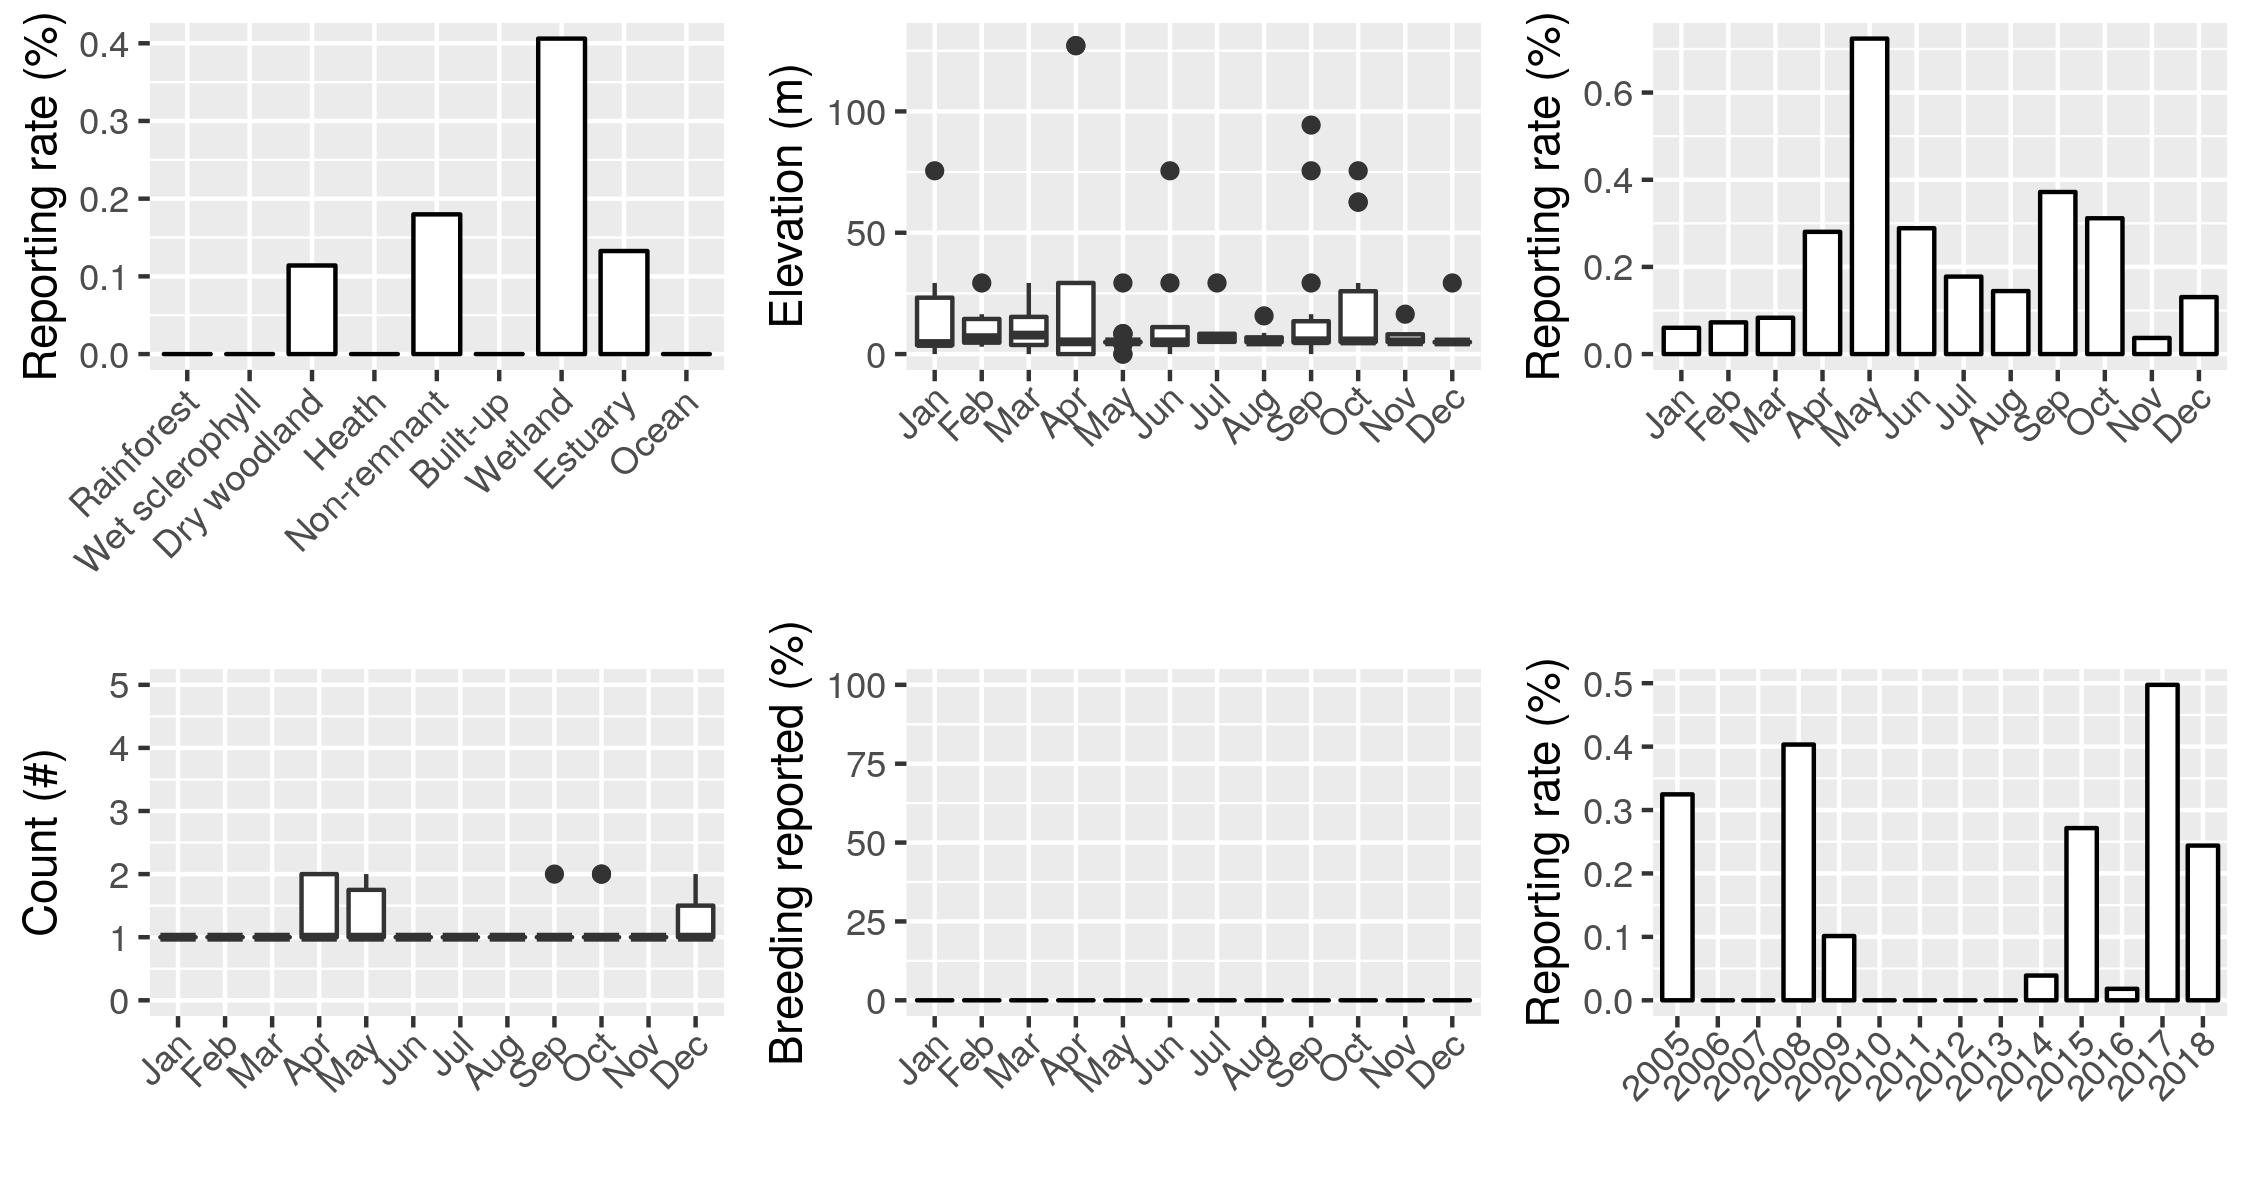 Reporting rate (%)
0.4
0.3
0.2
0.1
0.0
Rainforest
Wet sclerophyll
Dry woodland
Heath
Non-remnant
Built-up
Wetland
Estuary
Ocean
Elevation (m)
100
50
0
Jan
Feb
Mar
Apr
May
Jun
Jul
Aug
Sep
Oct
Nov
Dec
Reporting rate (%)
0.6
0.4
0.2
0.0
Jan
Feb
Mar
Apr
May
Jun
Jul
Aug
Sep
Oct
Nov
Dec
Count (#)
5
4
3
2
1
0
Jan
Feb
Mar
Apr
May
Jun
Jul
Aug
Sep
Oct
Nov
Dec
Breeding reported (%)
100
75
50
25
0
Jan
Feb
Mar
Apr
May
Jun
Jul
Aug
Sep
Oct
Nov
Dec
Reporting rate (%)
0.5
0.4
0.3
0.2
0.1
0.0
2005
2006
2007
2008
2009
2010
2011
2012
2013
2014
2015
2016
2017
2018